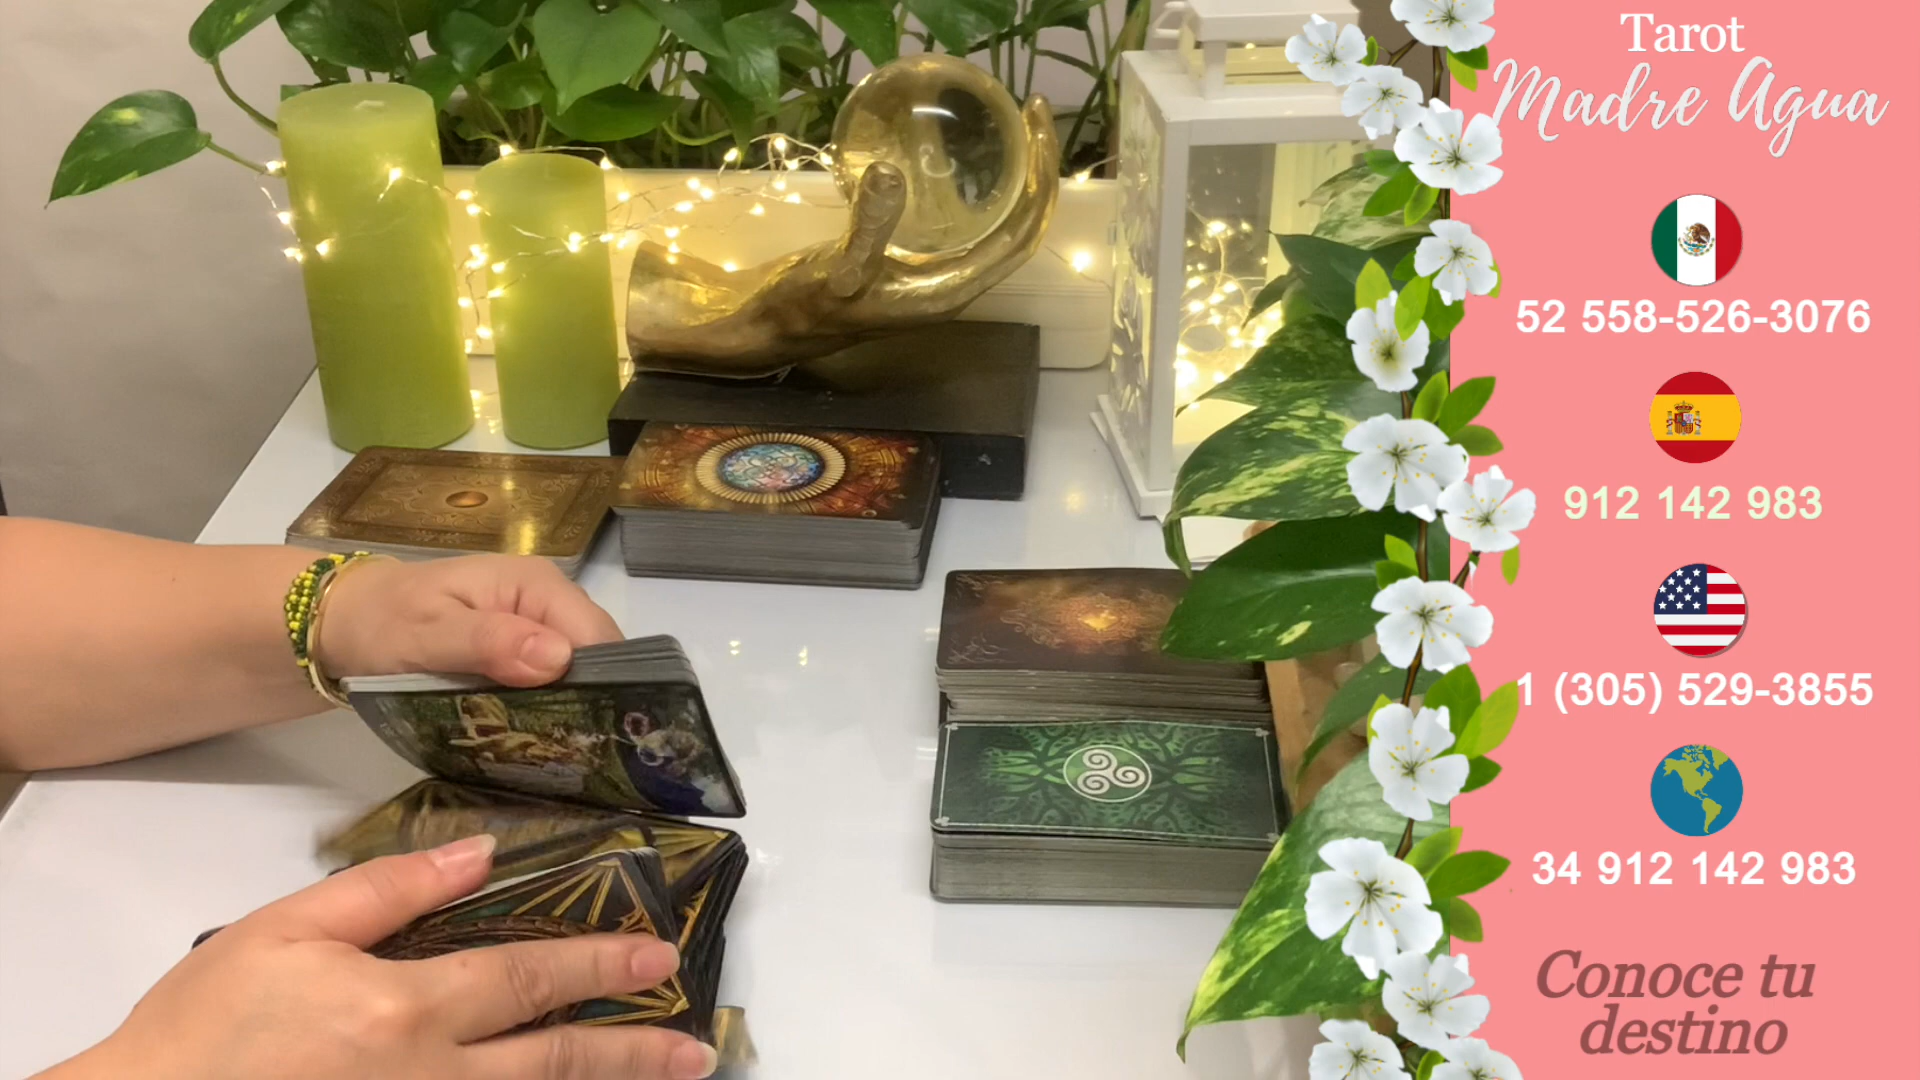 Tarot
Madre Agua
52 558-526-3076
912 142 983
1 (305) 529-3855
34 912 142 983
Conoce tu
destino